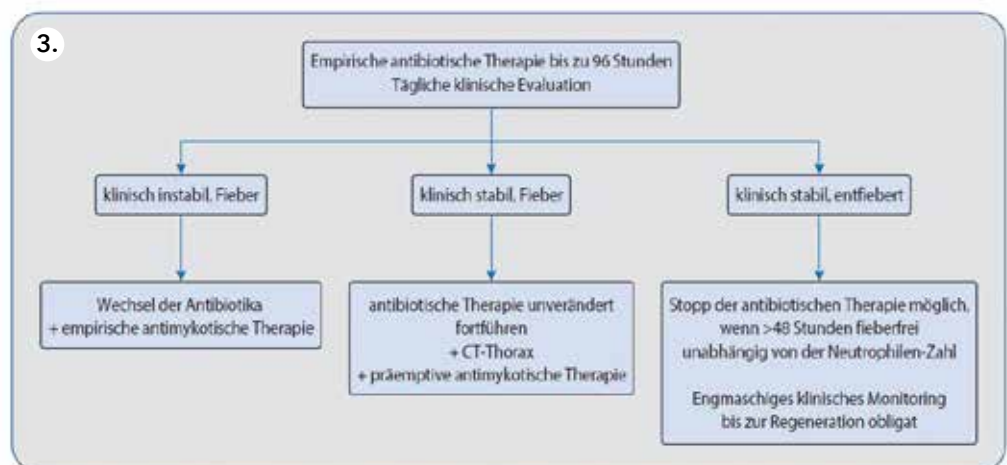 3.
Empirische antibiotische Therapie bis zu 96 Stunden
Tägliche klinische Evaluation
klinisch instabil, Fieber
klinisch stabil, Fieber
klinisch stabil, entfiebert
Wechsel der Antibiotika
+ empirische antimykotische Therapie
antibiotische Therapie unverändert
fortführen
+ CT-Thorax
+ präemptive antimykotische Therapie
Stopp der antibiotischen Therapie möglich,
wenn >48 Stunden fieberfrei
unabhängig von der Neutrophilen-Zahl
Engmaschiges klinisches Monitoring
bis zur Regeneration obligat